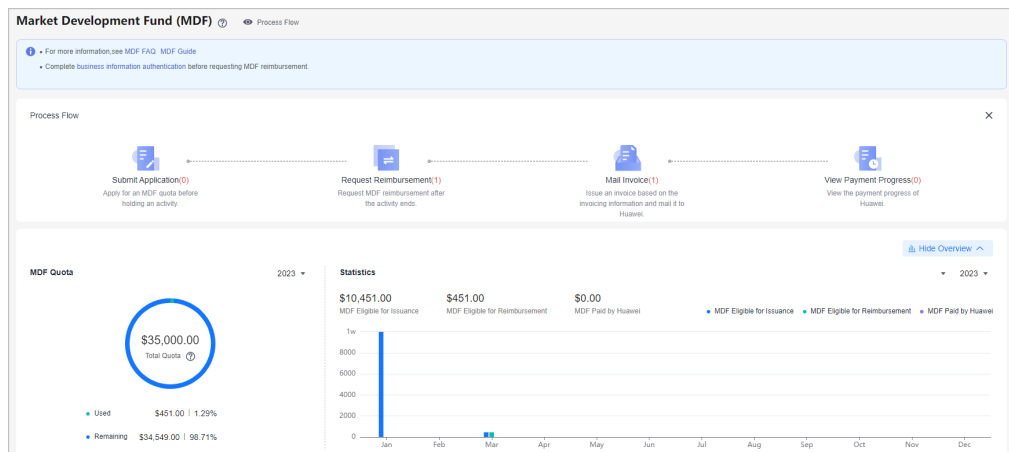 Market Development Fund (MDF) Process Flow
• For more information,see MDF FAQ MDF Guide
• Complete business information authentication before requesting MDF reimbursement.
Process Flow
Submit Application(0)
Apply for an MDF quota before
holding an activity.
Request Reimbursement(1)
Request MDF reimbursement after
the activity ends.
Mail Invoice(1)
Issue an invoice based on the
invoicing information and mail it to
Huawei.
View Payment Progress(0)
View the payment progress of
Huawei.
Hide Overview
MDF Quota 2023
$35,000.00
Total Quota
Used $451.00 | 1.29%
Remaining $34,549.00 | 98.71%
Statistics 2023
$10,451.00
MDF Eligible for Issuance
$451.00
MDF Eligible for Reimbursement
$0.00
MDF Paid by Huawei
MDF Eligible for Issuance MDF Eligible for Reimbursement MDF Paid by Huawei
1w
8000
6000
4000
2000
0
Jan Feb Mar Apr May Jun Jul Aug Sep Oct Nov Dec